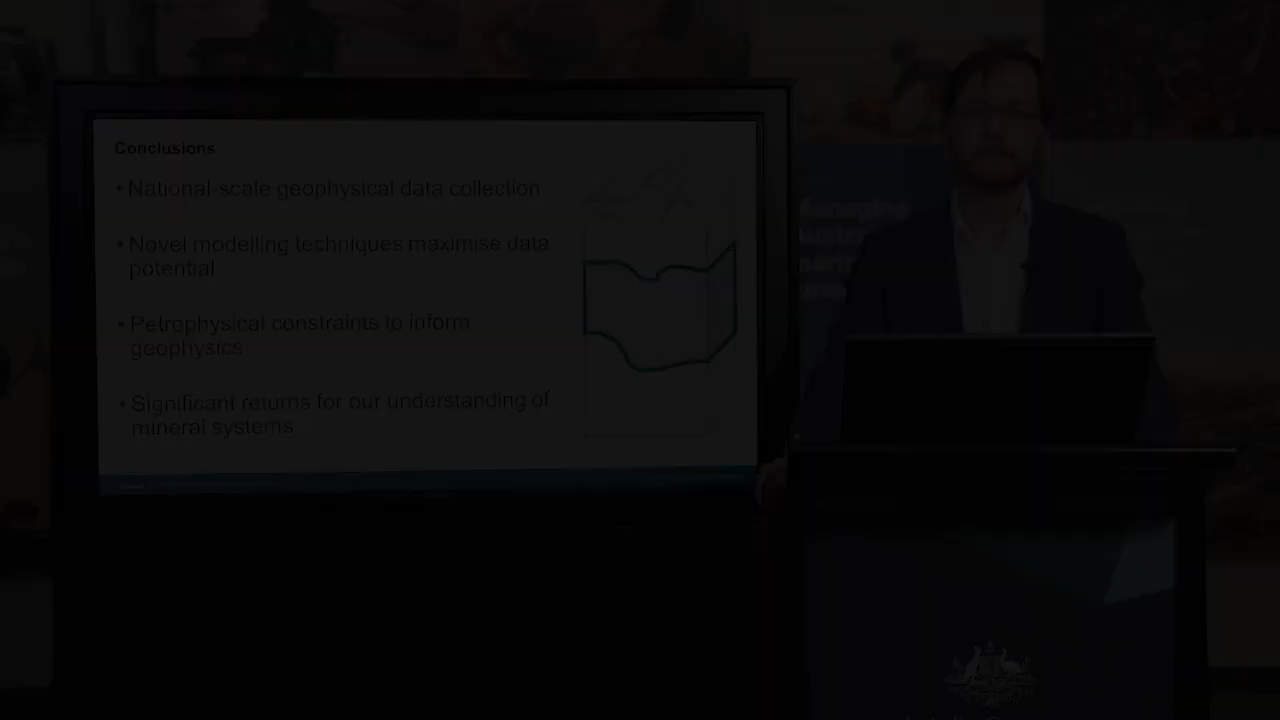 Conclusions
• National-scale geophysical data collection
• Novel modelling techniques maximise data
potential
• Petrophysical constraints to inform
geophysics
• Significant returns for our understanding of
mineral systems